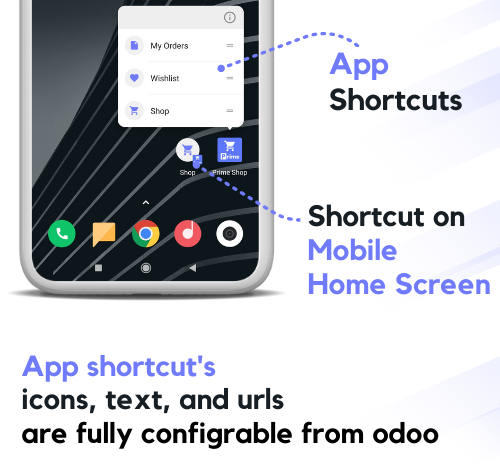 My Orders
App
Wishlist
Shortcuts
Shop
Prime
Shop
Prime Shop
Shortcut on
Mobile
Home Screen
App shortcut's
icons, text, and urls
are fully configrable from odoo